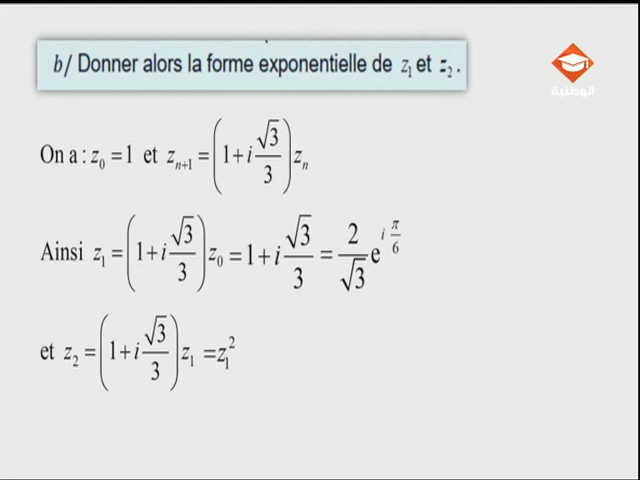 b/ Donner alors la forme exponentielle de z₁ et z₂.
الوطنية
On a : z₀ = 1 et zₙ₊₁ = (1 + i √3/3) zₙ
Ainsi z₁ = (1 + i √3/3) z₀ = 1 + i √3/3 = 2/√3 e^(i π/6)
et z₂ = (1 + i √3/3) z₁ = z₁²